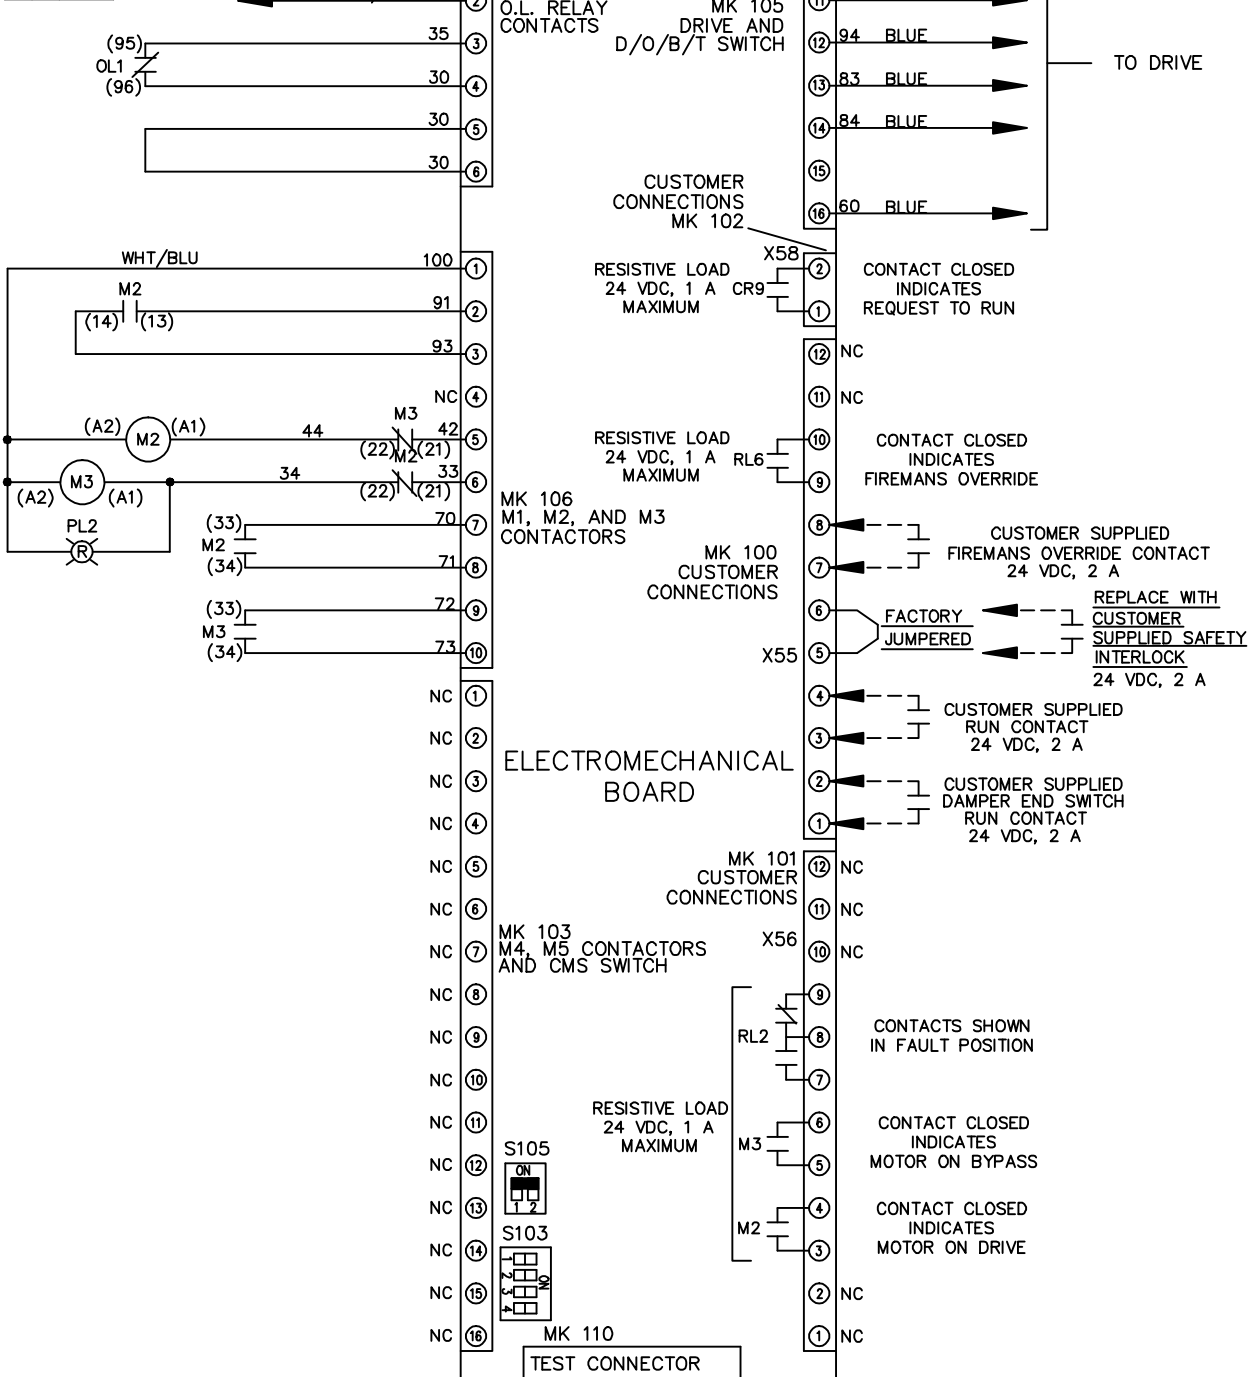 2
O.L. RELAY
CONTACTS
MK 105
DRIVE AND
D/O/B/T SWITCH
11
(95)
OL1
(96)
35
3
30
4
30
5
30
6
12 94 BLUE
13 83 BLUE
14 84 BLUE
15
16 60 BLUE
TO DRIVE
CUSTOMER
CONNECTIONS
MK 102
X58
RESISTIVE LOAD
24 VDC, 1 A
MAXIMUM
CR9
2
1
CONTACT CLOSED
INDICATES
REQUEST TO RUN
WHT/BLU
100
1
M2
(14)
(13)
91
2
93
3
NC 4
(A2)
M2
(A1)
44
M3
(22)
(21)
42
5
(A2)
M3
(A1)
34
M2
(22)
(21)
33
6
PL2
R
MK 106
M1, M2, AND M3
CONTACTORS
(33)
M2
(34)
70
7
71
8
(33)
M3
(34)
72
9
73
10
12 NC
11 NC
RESISTIVE LOAD
24 VDC, 1 A
MAXIMUM
RL6
10
9
CONTACT CLOSED
INDICATES
FIREMANS OVERRIDE
MK 100
CUSTOMER
CONNECTIONS
8
7
CUSTOMER SUPPLIED
FIREMANS OVERRIDE CONTACT
24 VDC, 2 A
6
X55
5
FACTORY
JUMPERED
REPLACE WITH
CUSTOMER
SUPPLIED SAFETY
INTERLOCK
24 VDC, 2 A
4
3
CUSTOMER SUPPLIED
RUN CONTACT
24 VDC, 2 A
2
1
CUSTOMER SUPPLIED
DAMPER END SWITCH
RUN CONTACT
24 VDC, 2 A
ELECTROMECHANICAL
BOARD
NC 1
NC 2
NC 3
NC 4
NC 5
NC 6
NC 7
NC 8
NC 9
NC 10
NC 11
NC 12
NC 13
NC 14
NC 15
NC 16
MK 103
M4, M5 CONTACTORS
AND CMS SWITCH
MK 101
CUSTOMER
CONNECTIONS
X56
12 NC
11 NC
10 NC
9
RL2
8
7
CONTACTS SHOWN
IN FAULT POSITION
RESISTIVE LOAD
24 VDC, 1 A
MAXIMUM
M3
6
5
CONTACT CLOSED
INDICATES
MOTOR ON BYPASS
M2
4
3
CONTACT CLOSED
INDICATES
MOTOR ON DRIVE
2 NC
1 NC
S105
ON
1 2
S103
1
2
3
4
ON
MK 110
TEST CONNECTOR